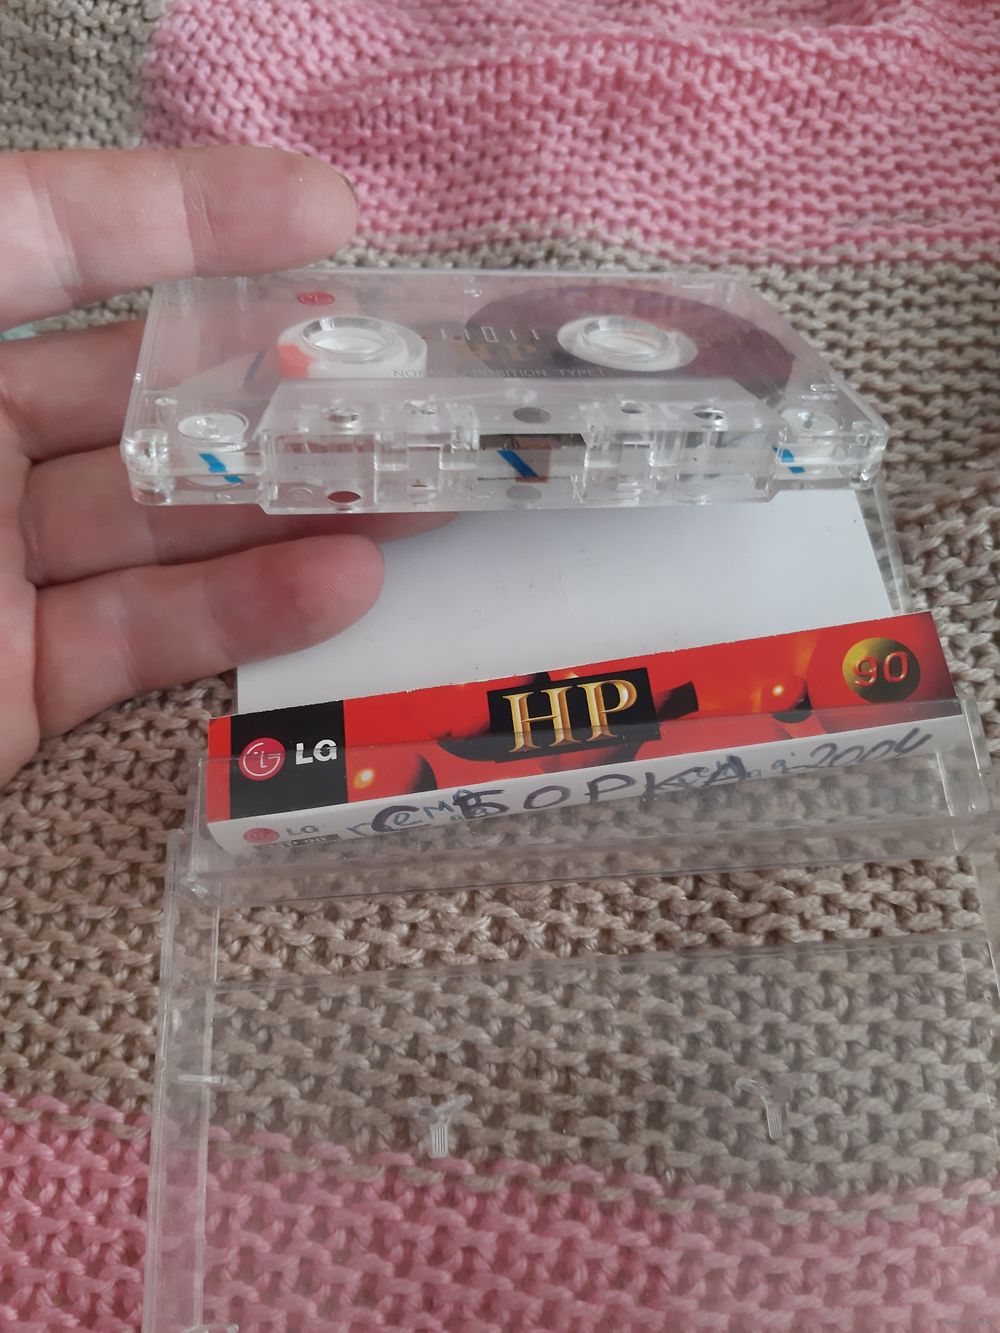 HP
NORMAL POSITION TYPE I
LG
HP
90
LG
СБОРКА 2004